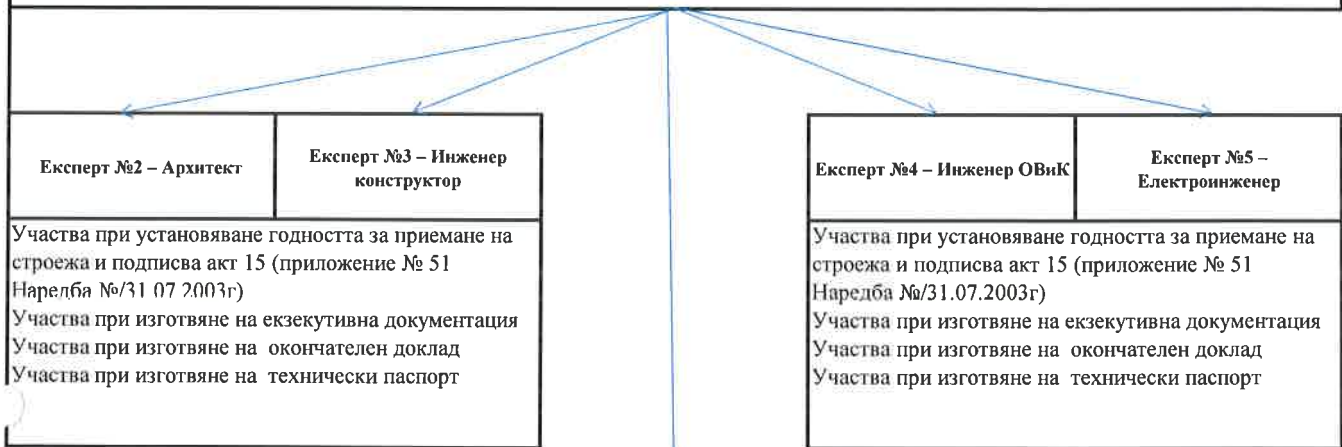 Експерт №2 – Архитект
Експерт №3 – Инженер
конструктор
Участва при установяване годността за приемане на
строежа и подписва акт 15 (приложение № 51
Наредба №/31 07 2003г)
Участва при изготвяне на екзекутивна документация
Участва при изготвяне на окончателен доклад
Участва при изготвяне на технически паспорт
Експерт №4 – Инженер ОВиК
Експерт №5 –
Електроинженер
Участва при установяване годността за приемане на
строежа и подписва акт 15 (приложение № 51
Наредба №/31.07.2003г)
Участва при изготвяне на екзекутивна документация
Участва при изготвяне на окончателен доклад
Участва при изготвяне на технически паспорт